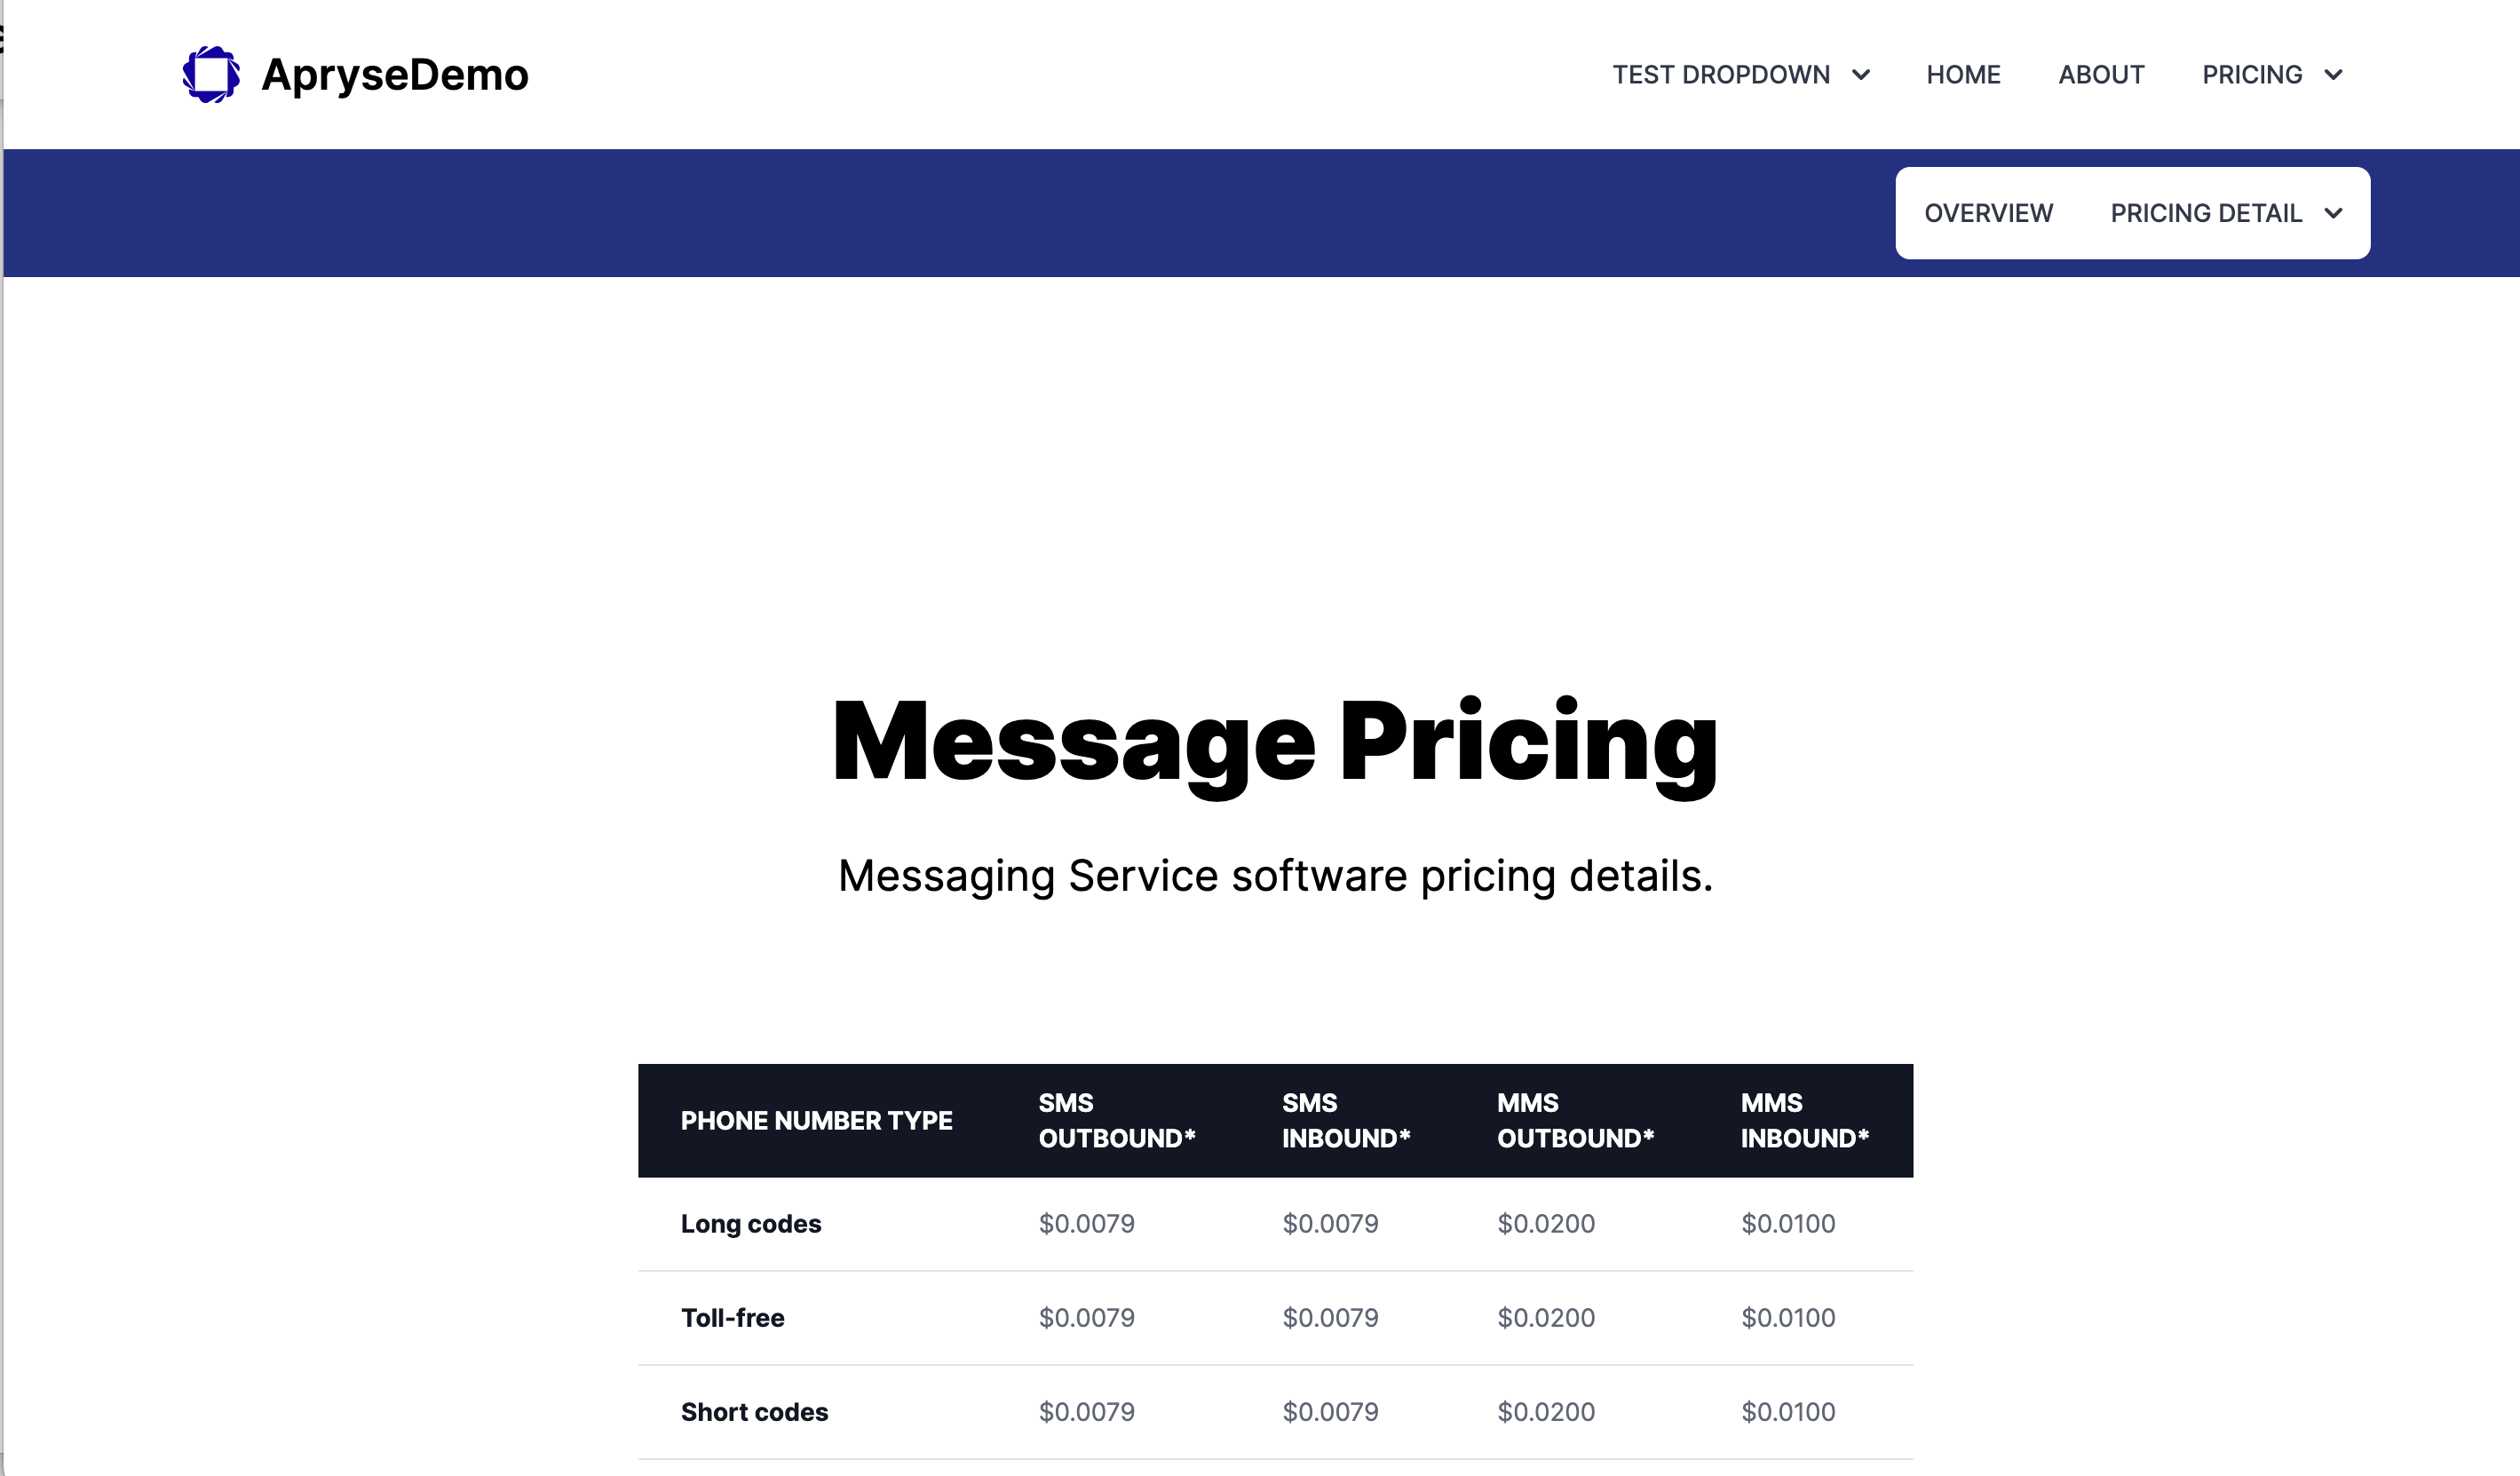 ApryseDemo
TEST DROPDOWN HOME ABOUT PRICING
OVERVIEW PRICING DETAIL
Message Pricing
Messaging Service software pricing details.
PHONE NUMBER TYPE SMS OUTBOUND* SMS INBOUND* MMS OUTBOUND* MMS INBOUND*
Long codes $0.0079 $0.0079 $0.0200 $0.0100
Toll-free $0.0079 $0.0079 $0.0200 $0.0100
Short codes $0.0079 $0.0079 $0.0200 $0.0100